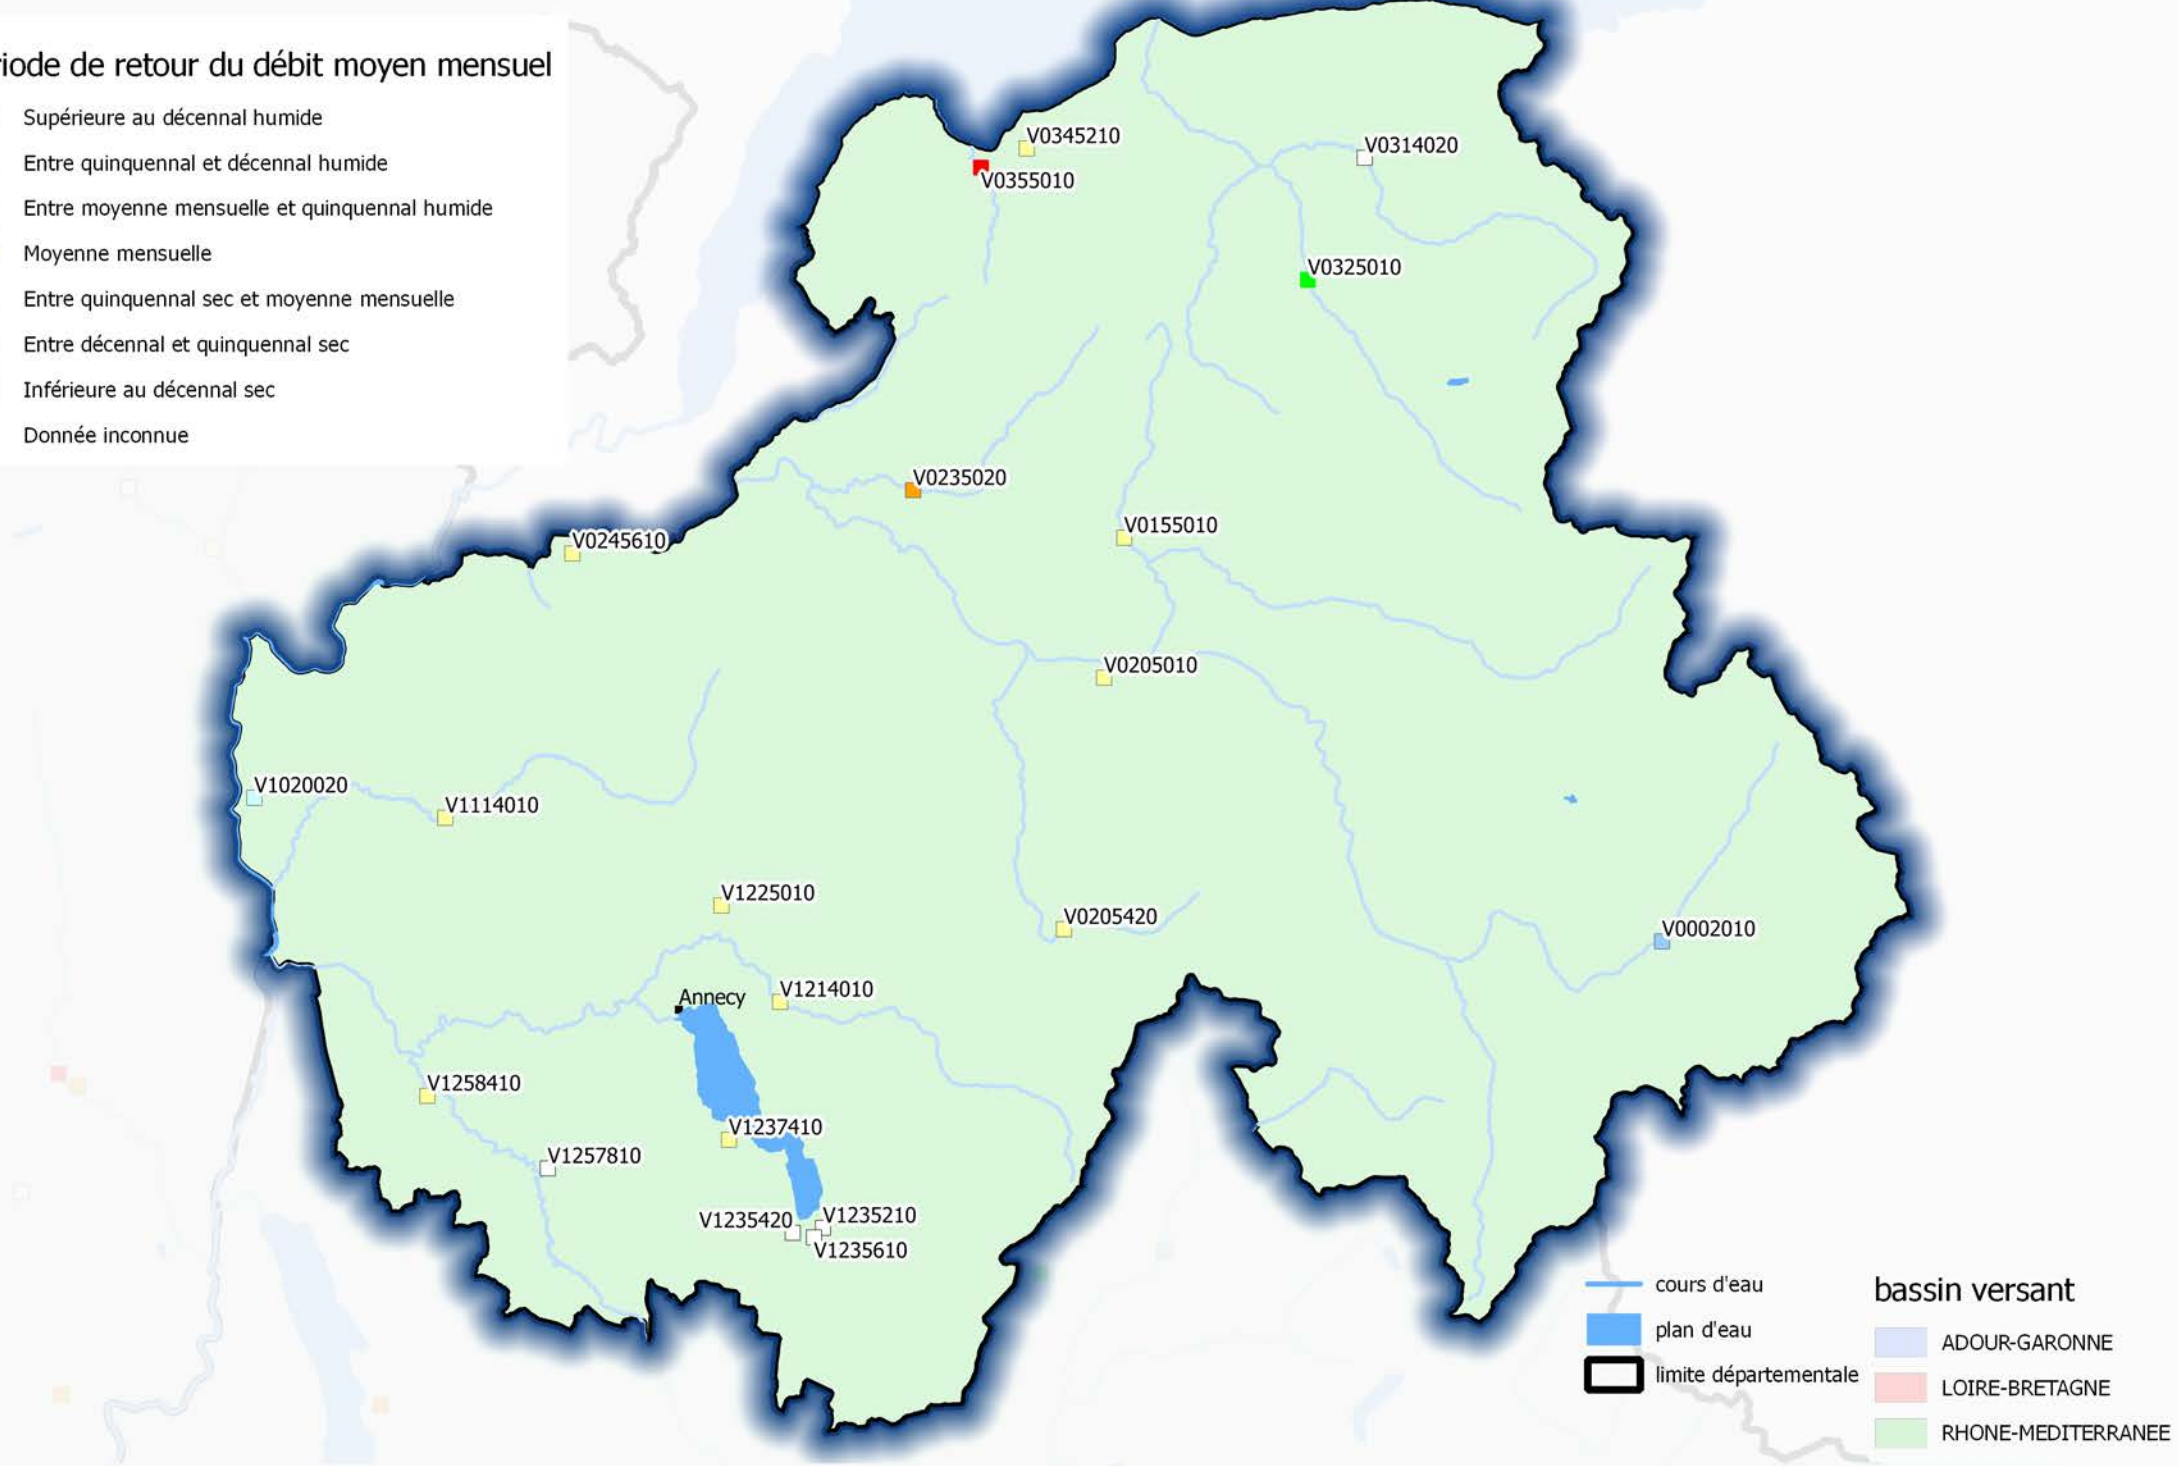 iode de retour du débit moyen mensuel
Supérieure au décennal humide
Entre quinquennal et décennal humide
Entre moyenne mensuelle et quinquennal humide
Moyenne mensuelle
Entre quinquennal sec et moyenne mensuelle
Entre décennal et quinquennal sec
Inférieure au décennal sec
Donnée inconnue
V0345210
V0314020
V0355010
V0325010
V0235020
V0155010
V0245610
V0205010
V1020020
V1114010
V1225010
V0205420
V0002010
V1214010
Annecy
V1258410
V1237410
V1257810
V1235420
V1235210
V1235610
cours d'eau
plan d'eau
limite départementale
bassin versant
ADOUR-GARONNE
LOIRE-BRETAGNE
RHONE-MEDITERRANEE